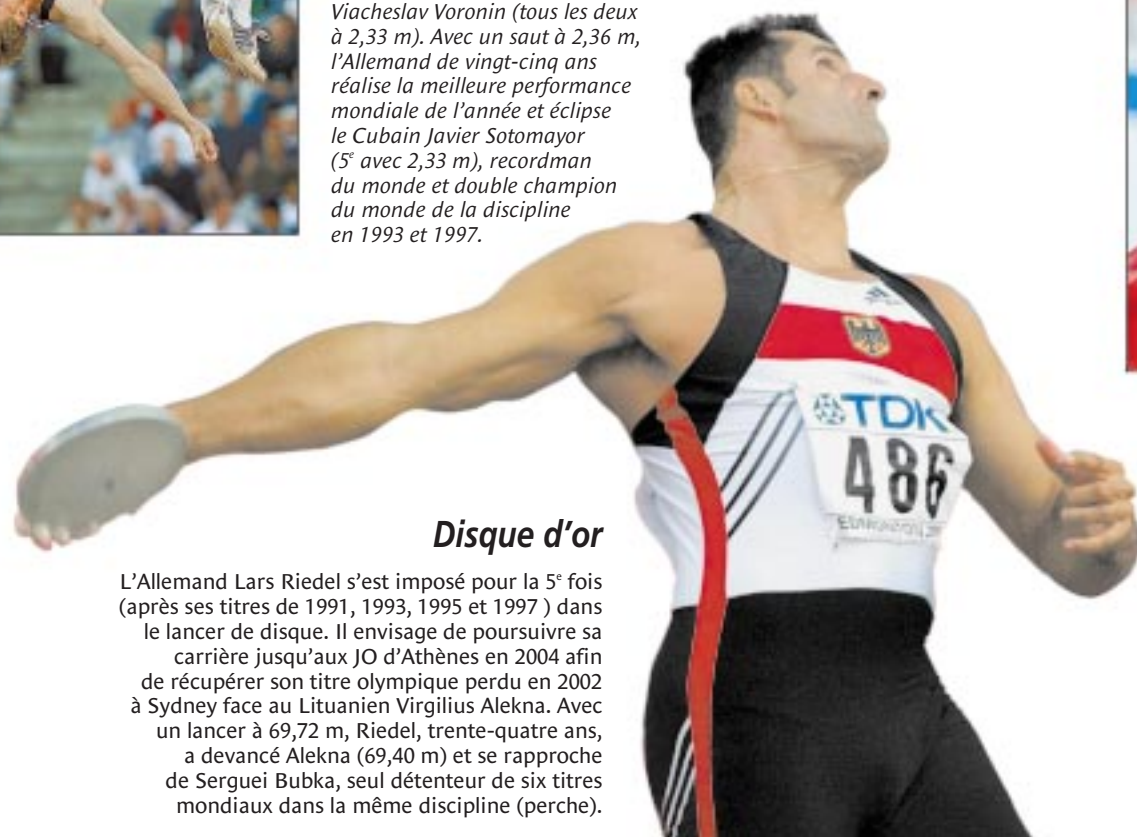 Viacheslav Voronin (tous les deux
à 2,33 m). Avec un saut à 2,36 m,
l'Allemand de vingt-cinq ans
réalise la meilleure performance
mondiale de l'année et éclipse
le Cubain Javier Sotomayor
(5e avec 2,33 m), recordman
du monde et double champion
du monde de la discipline
en 1993 et 1997.
TDK
486
Disque d'or
L'Allemand Lars Riedel s'est imposé pour la 5e fois
(après ses titres de 1991, 1993, 1995 et 1997 ) dans
le lancer de disque. Il envisage de poursuivre sa
carrière jusqu'aux JO d'Athènes en 2004 afin
de récupérer son titre olympique perdu en 2002
à Sydney face au Lituanien Virgilius Alekna. Avec
un lancer à 69,72 m, Riedel, trente-quatre ans,
a devancé Alekna (69,40 m) et se rapproche
de Serguei Bubka, seul détenteur de six titres
mondiaux dans la même discipline (perche).